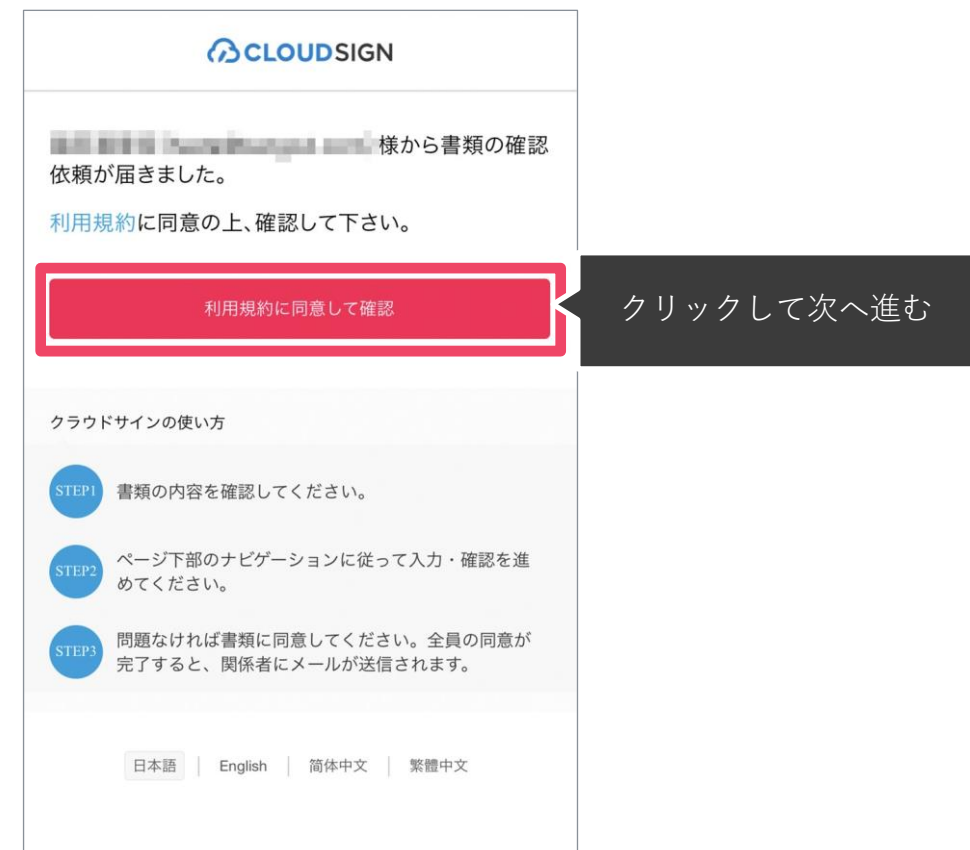 CLOUDSIGN
様から書類の確認
依頼が届きました。
利用規約に同意の上、確認して下さい。
利用規約に同意して確認
クリックして次へ進む
クラウドサインの使い方
STEP1 書類の内容を確認してください。
STEP2 ページ下部のナビゲーションに従って入力・確認を進
めてください。
STEP3 問題なければ書類に同意してください。全員の同意が
完了すると、関係者にメールが送信されます。
日本語 | English | 简体中文 | 繁體中文